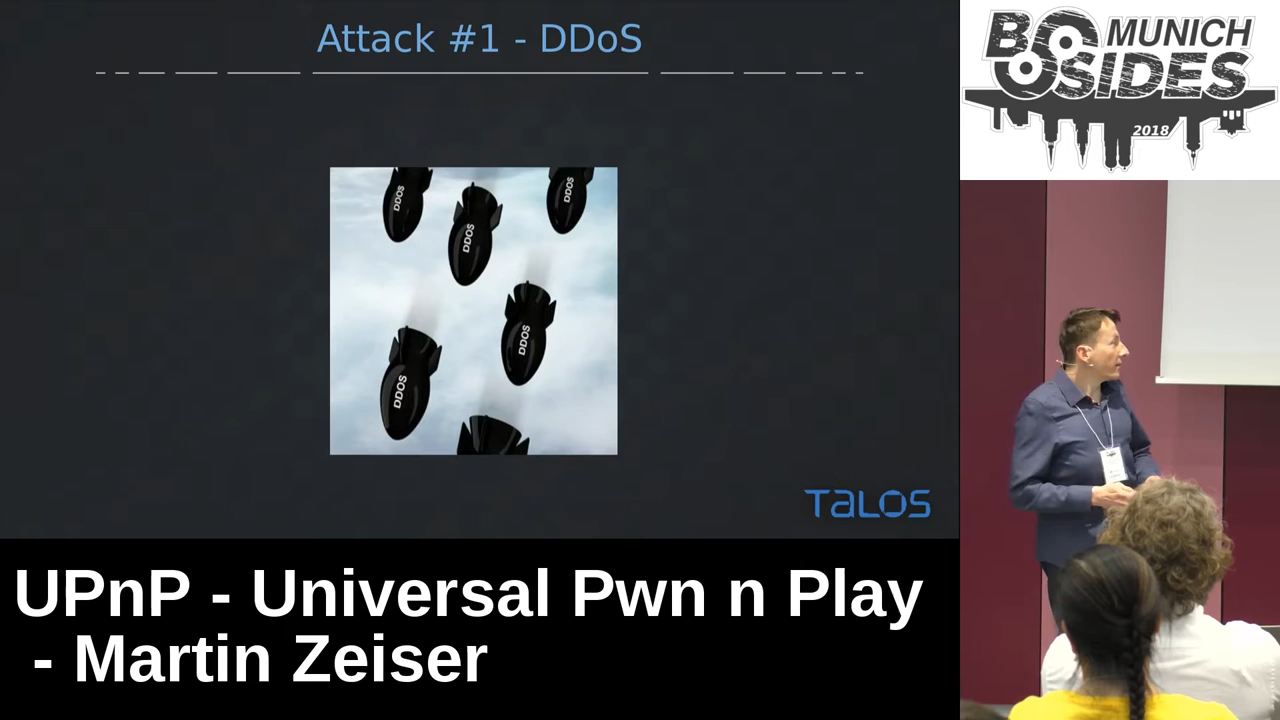 Attack #1 - DDoS
DDOS
DDOS
DDOS
DDOS
DDOS
TALOS
BSIDES
MUNICH
2018
UPnP - Universal Pwn n Play
- Martin Zeiser